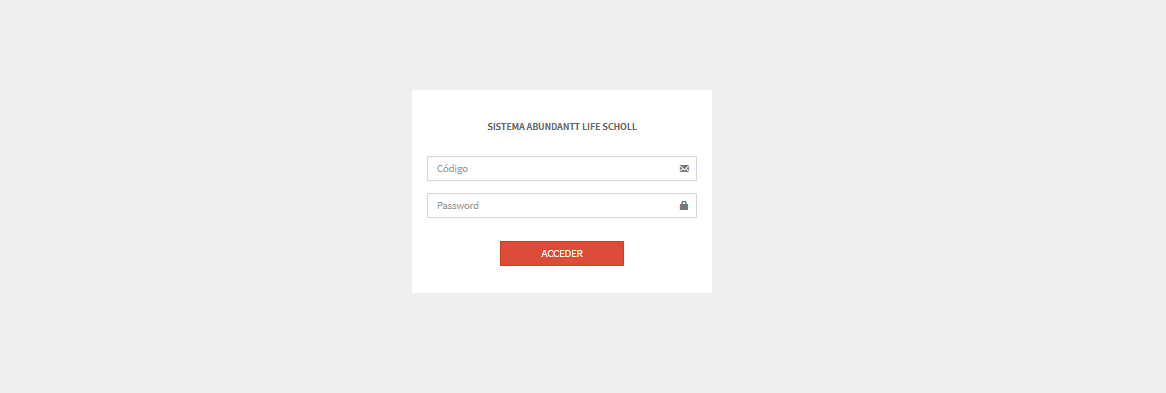 SISTEMA ABUNDANTT LIFE SCHOLL
Código
Password
ACCEDER